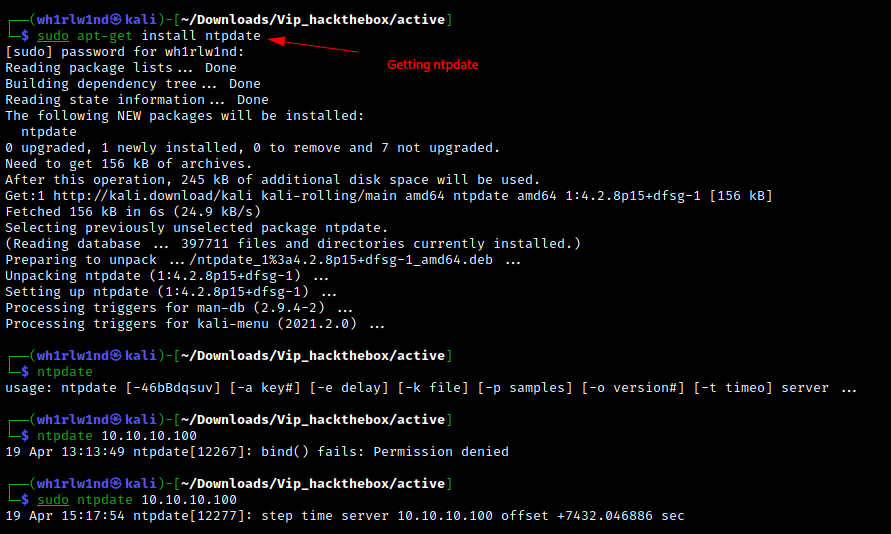 ┌──(wh1rlw1nd㉿kali)-[~/Downloads/Vip_hackthebox/active]
└─$ sudo apt-get install ntpdate
[sudo] password for wh1rlw1nd:
Getting ntpdate
Reading package lists... Done
Building dependency tree... Done
Reading state information... Done
The following NEW packages will be installed:
  ntpdate
0 upgraded, 1 newly installed, 0 to remove and 7 not upgraded.
Need to get 156 kB of archives.
After this operation, 245 kB of additional disk space will be used.
Get:1 http://kali.download/kali kali-rolling/main amd64 ntpdate amd64 1:4.2.8p15+dfsg-1 [156 kB]
Fetched 156 kB in 6s (24.9 kB/s)
Selecting previously unselected package ntpdate.
(Reading database ... 397711 files and directories currently installed.)
Preparing to unpack .../ntpdate_1%3a4.2.8p15+dfsg-1_amd64.deb ...
Unpacking ntpdate (1:4.2.8p15+dfsg-1) ...
Setting up ntpdate (1:4.2.8p15+dfsg-1) ...
Processing triggers for man-db (2.9.4-2) ...
Processing triggers for kali-menu (2021.2.0) ...
┌──(wh1rlw1nd㉿kali)-[~/Downloads/Vip_hackthebox/active]
└─$ ntpdate
usage: ntpdate [-46bBdqsuv] [-a key#] [-e delay] [-k file] [-p samples] [-o version#] [-t timeo] server ...
┌──(wh1rlw1nd㉿kali)-[~/Downloads/Vip_hackthebox/active]
└─$ ntpdate 10.10.10.100
19 Apr 13:13:49 ntpdate[12267]: bind() fails: Permission denied
┌──(wh1rlw1nd㉿kali)-[~/Downloads/Vip_hackthebox/active]
└─$ sudo ntpdate 10.10.10.100
19 Apr 15:17:54 ntpdate[12277]: step time server 10.10.10.100 offset +7432.046886 sec